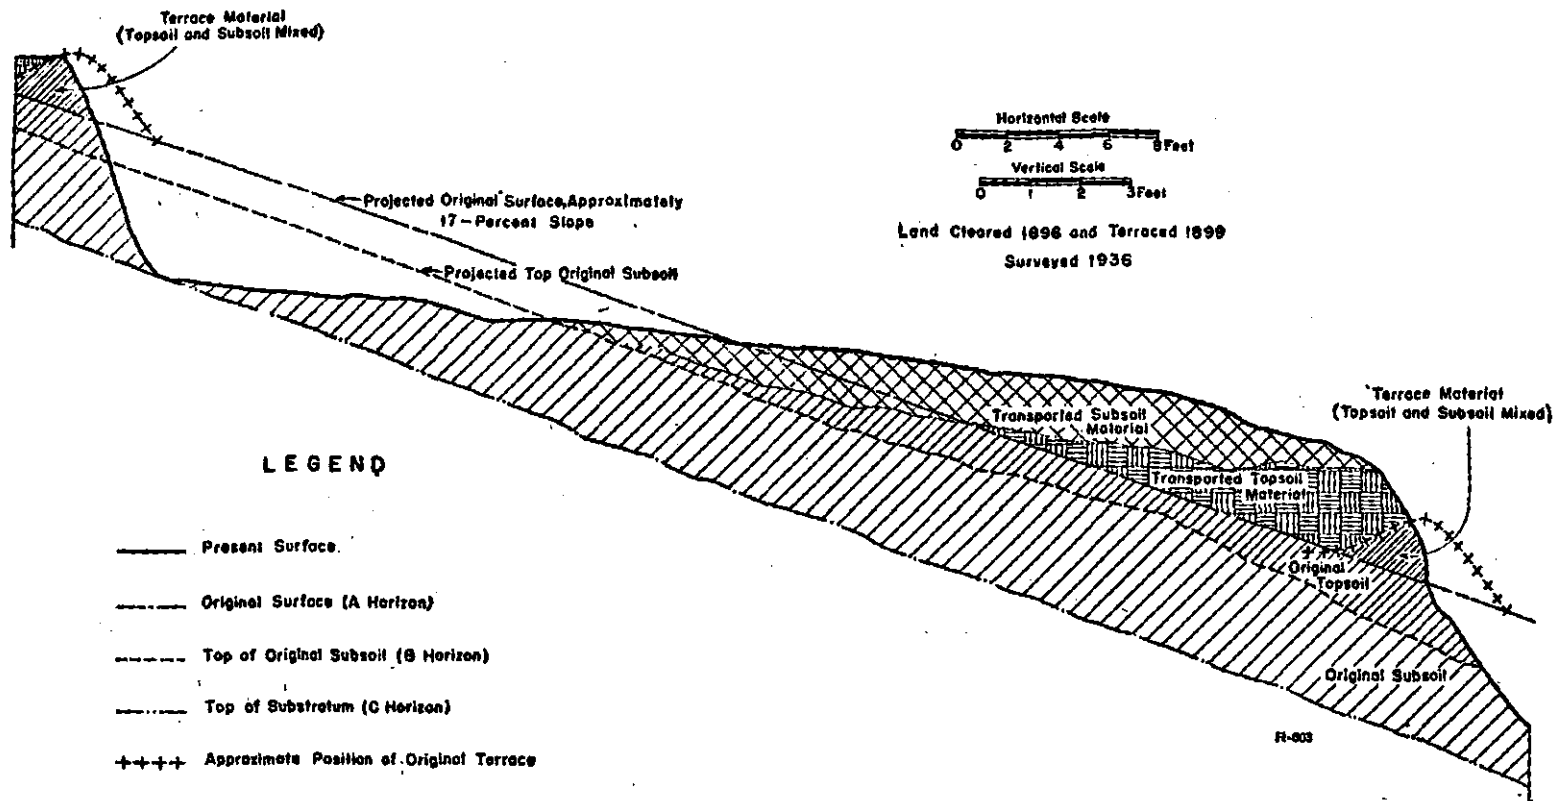 Terrace Material
(Topsoil and Subsoil Mixed)
Horizontal Scale
0 2 4 6 8 Feet
Vertical Scale
0 1 2 3 Feet
Land Cleared 1896 and Terraced 1899
Surveyed 1936
Projected Original Surface, Approximately
17-Percent Slope
Projected Top Original Subsoil
Terrace Material
(Topsoil and Subsoil Mixed)
Transported Subsoil
Material
Transported Topsoil
Material
Original
Topsoil
Original Subsoil
LEGEND
Present Surface
Original Surface (A Horizon)
Top of Original Subsoil (B Horizon)
Top of Substratum (C Horizon)
Approximate Position of Original Terrace
R-603